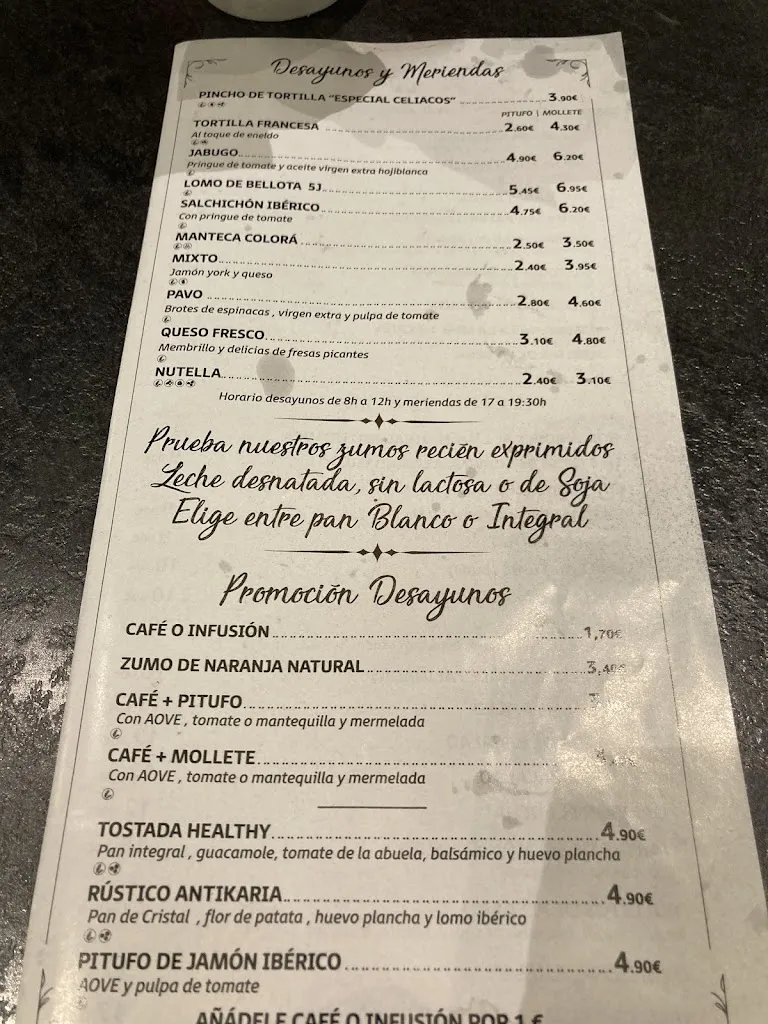 Desayunos y Meriendas
PINCHO DE TORTILLA "ESPECIAL CELIACOS" 3.90€
PITUFO | MOLLETE
TORTILLA FRANCESA 2.60€ 4.30€
Al toque de eneldo
JABUGO 4.90€ 6.20€
Pringue de tomate y aceite virgen extra hojiblanca
LOMO DE BELLOTA 5J 5.45€ 6.95€
SALCHICHÓN IBÉRICO 4.75€ 6.20€
Con pringue de tomate
MANTECA COLORÁ 2.50€ 3.50€
MIXTO 2.40€ 3.95€
Jamón york y queso
PAVO 2.80€ 4.60€
Brotes de espinacas , virgen extra y pulpa de tomate
QUESO FRESCO 3.10€ 4.80€
Membrillo y delicias de fresas picantes
NUTELLA 2.40€ 3.10€
Horario desayunos de 8h a 12h y meriendas de 17 a 19:30h
Prueba nuestros zumos recién exprimidos
Leche desnatada, sin lactosa o de Soja
Elige entre pan Blanco o Integral
Promoción Desayunos
CAFÉ O INFUSIÓN 1,70€
ZUMO DE NARANJA NATURAL 3,40€
CAFÉ + PITUFO
Con AOVE , tomate o mantequilla y mermelada
CAFÉ + MOLLETE
Con AOVE , tomate o mantequilla y mermelada
TOSTADA HEALTHY 4.90€
Pan integral , guacamole, tomate de la abuela, balsámico y huevo plancha
RÚSTICO ANTIKARIA 4.90€
Pan de Cristal , flor de patata , huevo plancha y lomo ibérico
PITUFO DE JAMÓN IBÉRICO 4.90€
AOVE y pulpa de tomate
AÑÁDELE CAFÉ O INFUSIÓN POR 1 €